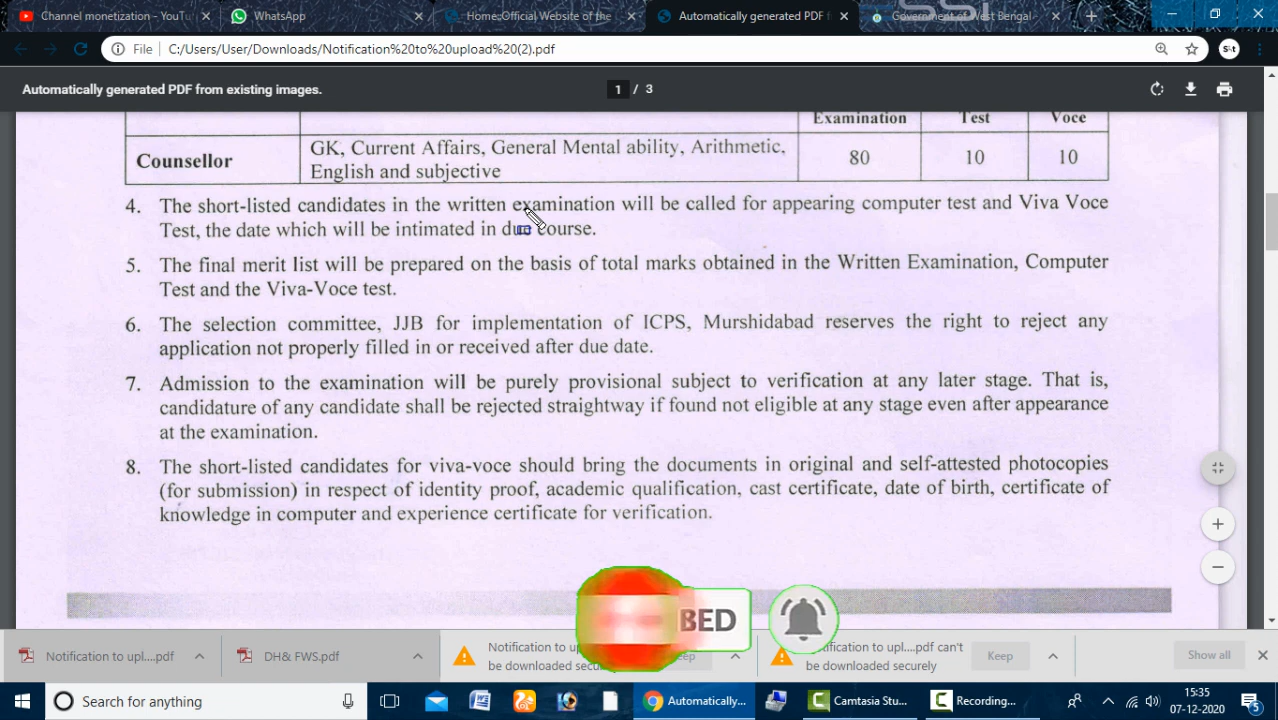 Channel monetization - YouTu
WhatsApp
Home:Official Website of the
Automatically generated PDF f
Government of West Bengal -
File
C:/Users/User/Downloads/Notification%20to%20upload%20(2).pdf
Automatically generated PDF from existing images.
1 / 3
Examination Test Voce
Counsellor
GK, Current Affairs, General Mental ability, Arithmetic,
English and subjective
80 10 10
4. The short-listed candidates in the written examination will be called for appearing computer test and Viva Voce
Test, the date which will be intimated in due course.
5. The final merit list will be prepared on the basis of total marks obtained in the Written Examination, Computer
Test and the Viva-Voce test.
6. The selection committee, JJB for implementation of ICPS, Murshidabad reserves the right to reject any
application not properly filled in or received after due date.
7. Admission to the examination will be purely provisional subject to verification at any later stage. That is,
candidature of any candidate shall be rejected straightway if found not eligible at any stage even after appearance
at the examination.
8. The short-listed candidates for viva-voce should bring the documents in original and self-attested photocopies
(for submission) in respect of identity proof, academic qualification, cast certificate, date of birth, certificate of
knowledge in computer and experience certificate for verification.
BED
Notification to upl....pdf
DH& FWS.pdf
Notification to up
be downloaded secu
eep
tification to upl....pdf can't
be downloaded securely
Keep
Show all
Search for anything
Automatically...
Camtasia Stu...
Recording...
15:35
07-12-2020
5